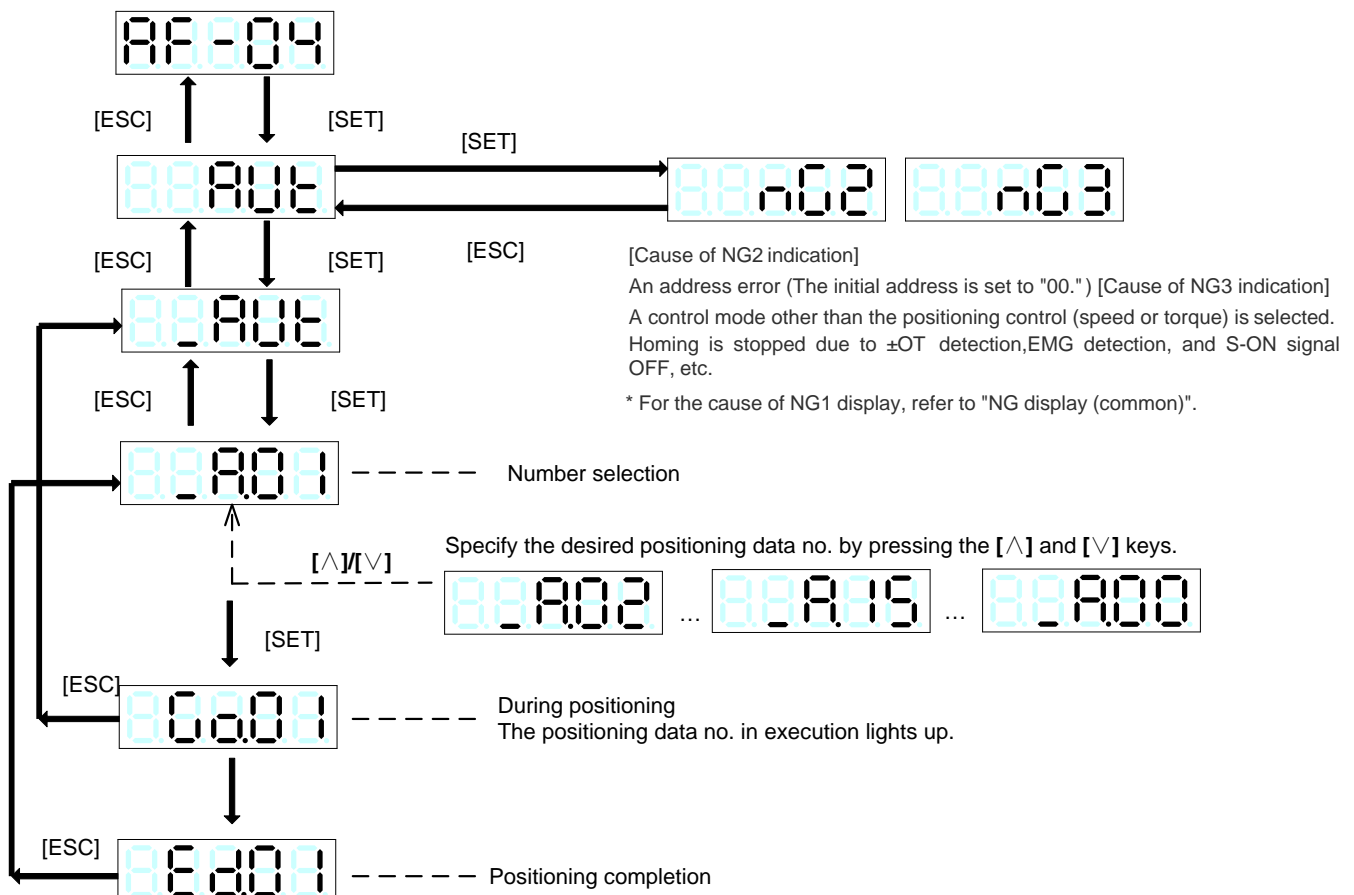 AF-04
[ESC] [SET]
[SET]
AUt
nG2 nG3
[ESC] [SET]
[ESC]
[Cause of NG2 indication]
An address error (The initial address is set to "00.") [Cause of NG3 indication]
A control mode other than the positioning control (speed or torque) is selected.
Homing is stopped due to ±OT detection,EMG detection, and S-ON signal
OFF, etc.
* For the cause of NG1 display, refer to "NG display (common)".
_AUt
[ESC] [SET]
_A.01
Number selection
Specify the desired positioning data no. by pressing the [∧] and [∨] keys.
[∧]/[∨]
_A.02 ... _A.15 ... _A.00
[SET]
[ESC]
Go.01
During positioning
The positioning data no. in execution lights up.
[ESC]
Ed.01
Positioning completion